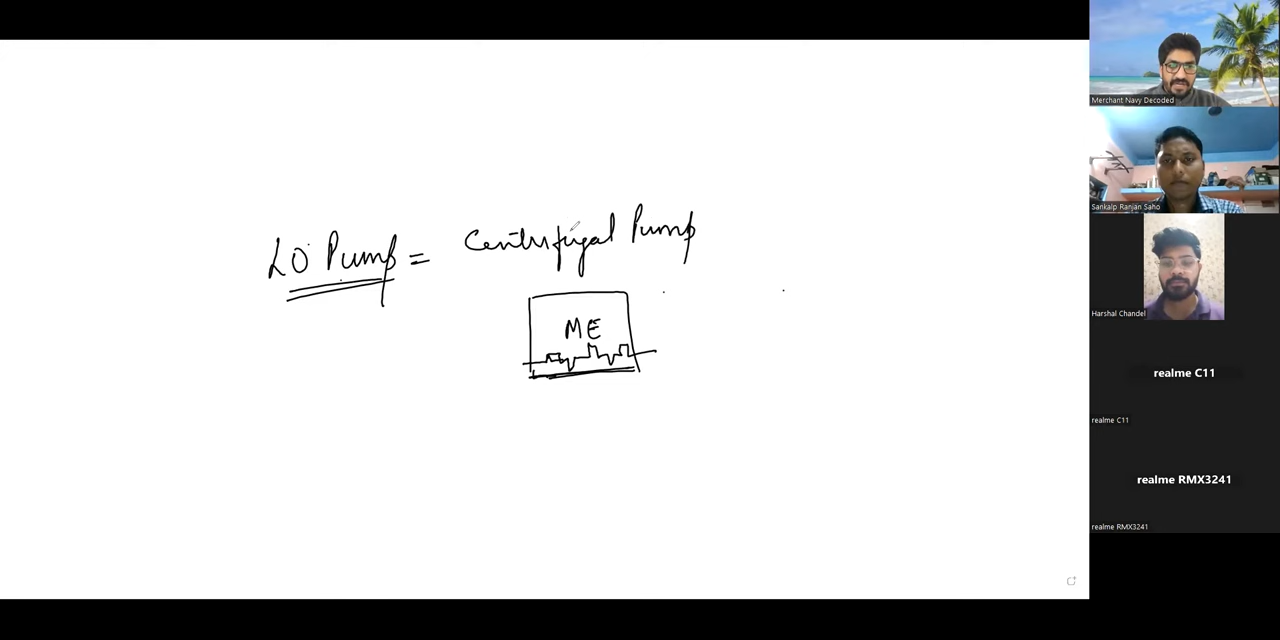 LO Pump = Centrifugal Pump
ME
Merchant Navy Decoded
Sankalp Ranjan Saho
Harshal Chandel
realme C11
realme C11
realme RMX3241
realme RMX3241